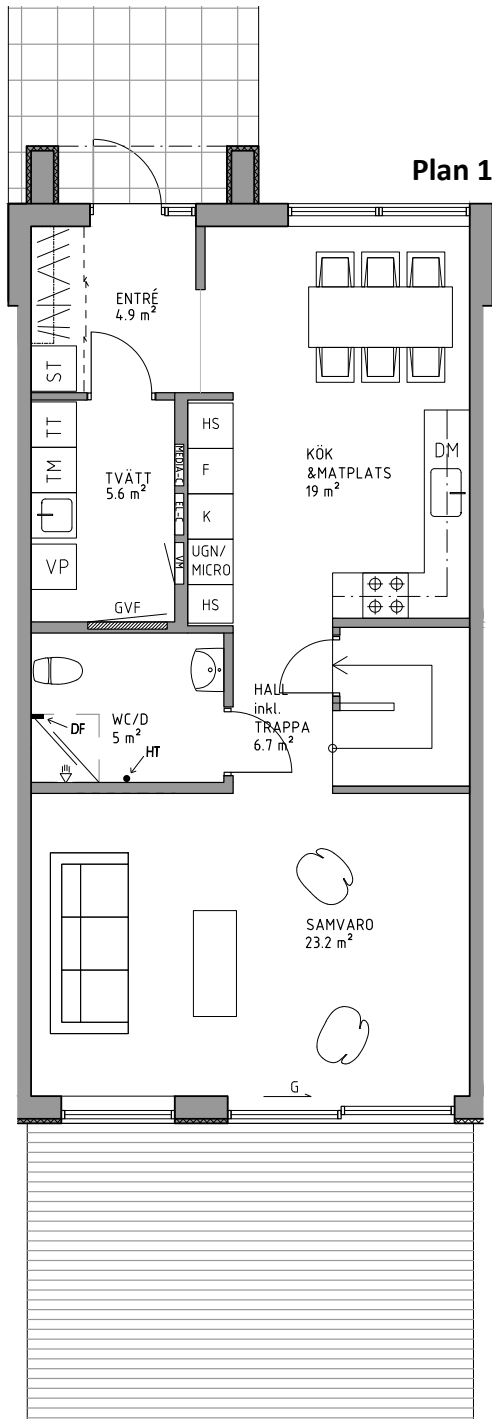 Plan 1
ENTRÉ
4.9 m²
ST
TT
TM
VP
TVÄTT
5.6 m²
MEDIA-C
EL-C
VM
GVF
HS
F
K
UGN/
MICRO
HS
KÖK
&MATPLATS
19 m²
DM
HALL
inkl.
TRAPPA
6.7 m²
WC/D
5 m²
DF
HT
SAMVARO
23.2 m²
G